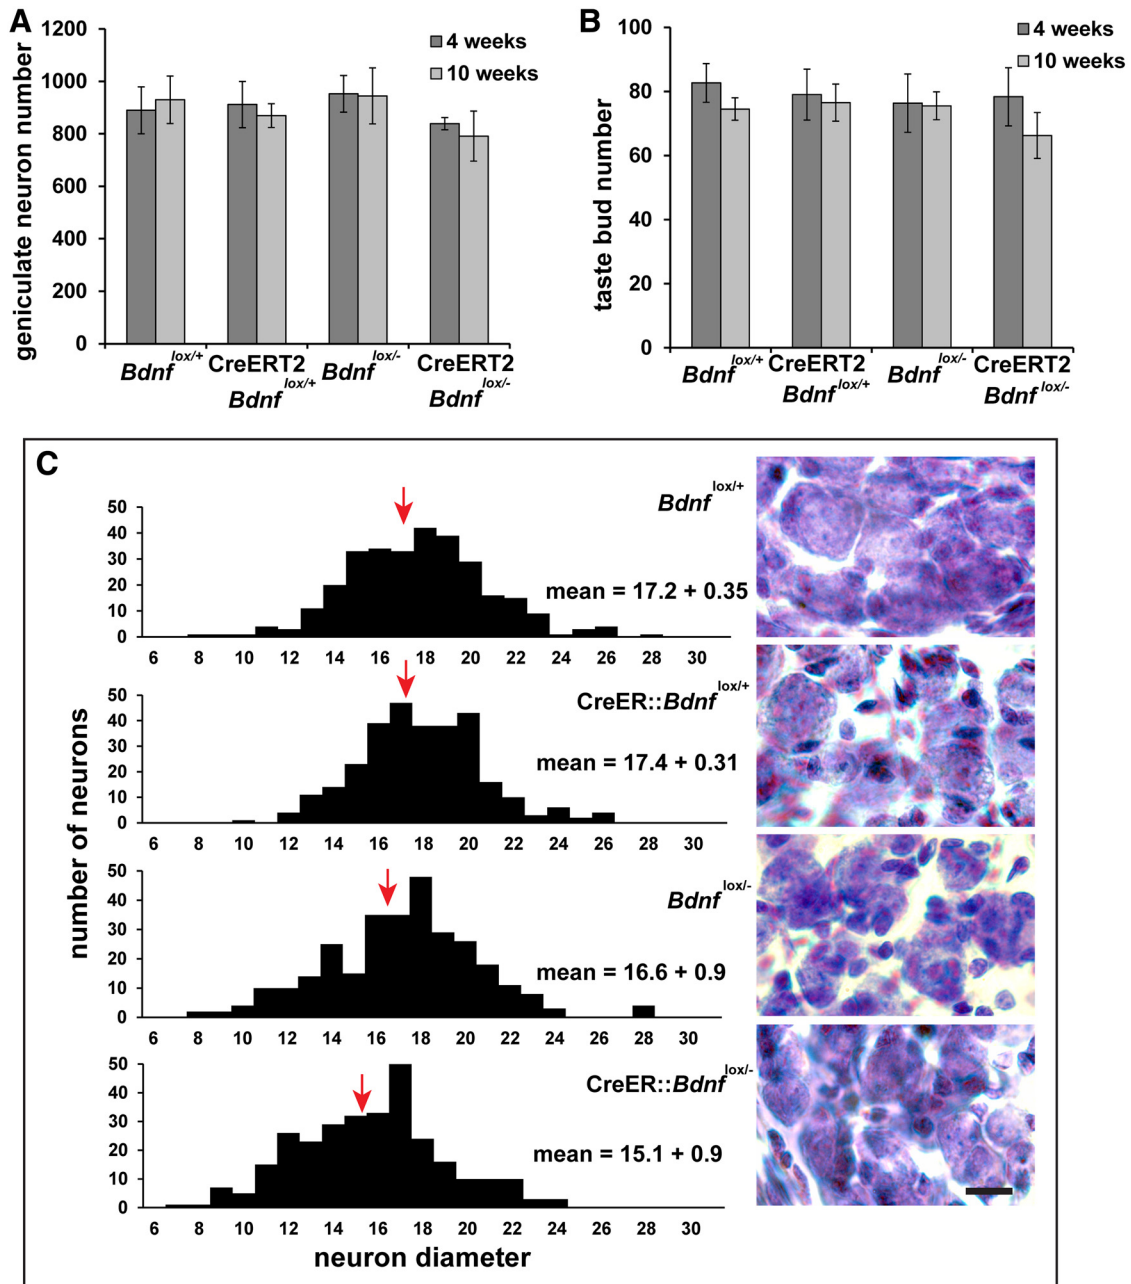 A
geniculate neuron number
1200
1000
800
600
400
200
0
4 weeks
10 weeks
Bdnf lox/+
CreERT2 Bdnf lox/+
Bdnf lox/-
CreERT2 Bdnf lox/-
B
taste bud number
100
80
60
40
20
0
4 weeks
10 weeks
Bdnf lox/+
CreERT2 Bdnf lox/+
Bdnf lox/-
CreERT2 Bdnf lox/-
C
number of neurons
Bdnf lox/+
mean = 17.2 + 0.35
50
40
30
20
10
0
6 8 10 12 14 16 18 20 22 24 26 28 30
CreER::Bdnf lox/+
mean = 17.4 + 0.31
50
40
30
20
10
0
6 8 10 12 14 16 18 20 22 24 26 28 30
Bdnf lox/-
mean = 16.6 + 0.9
50
40
30
20
10
0
6 8 10 12 14 16 18 20 22 24 26 28 30
CreER::Bdnf lox/-
mean = 15.1 + 0.9
50
40
30
20
10
0
6 8 10 12 14 16 18 20 22 24 26 28 30
neuron diameter